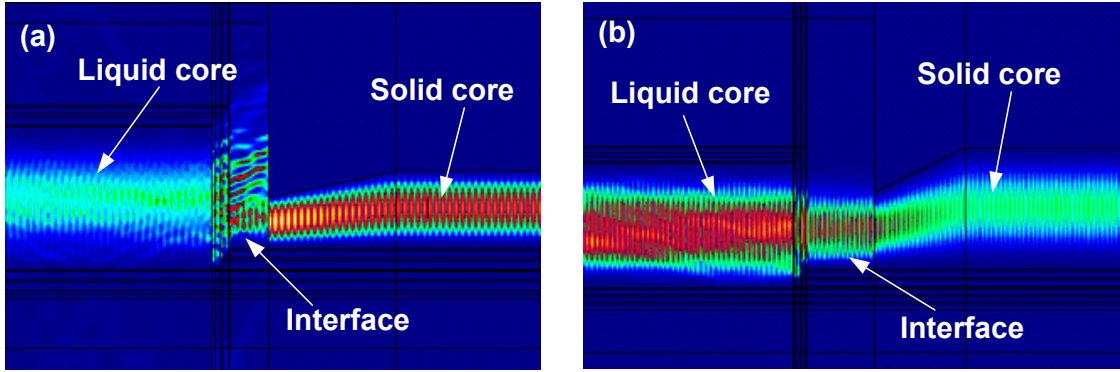 (a)
Liquid core
Solid core
Interface
(b)
Solid core
Liquid core
Interface